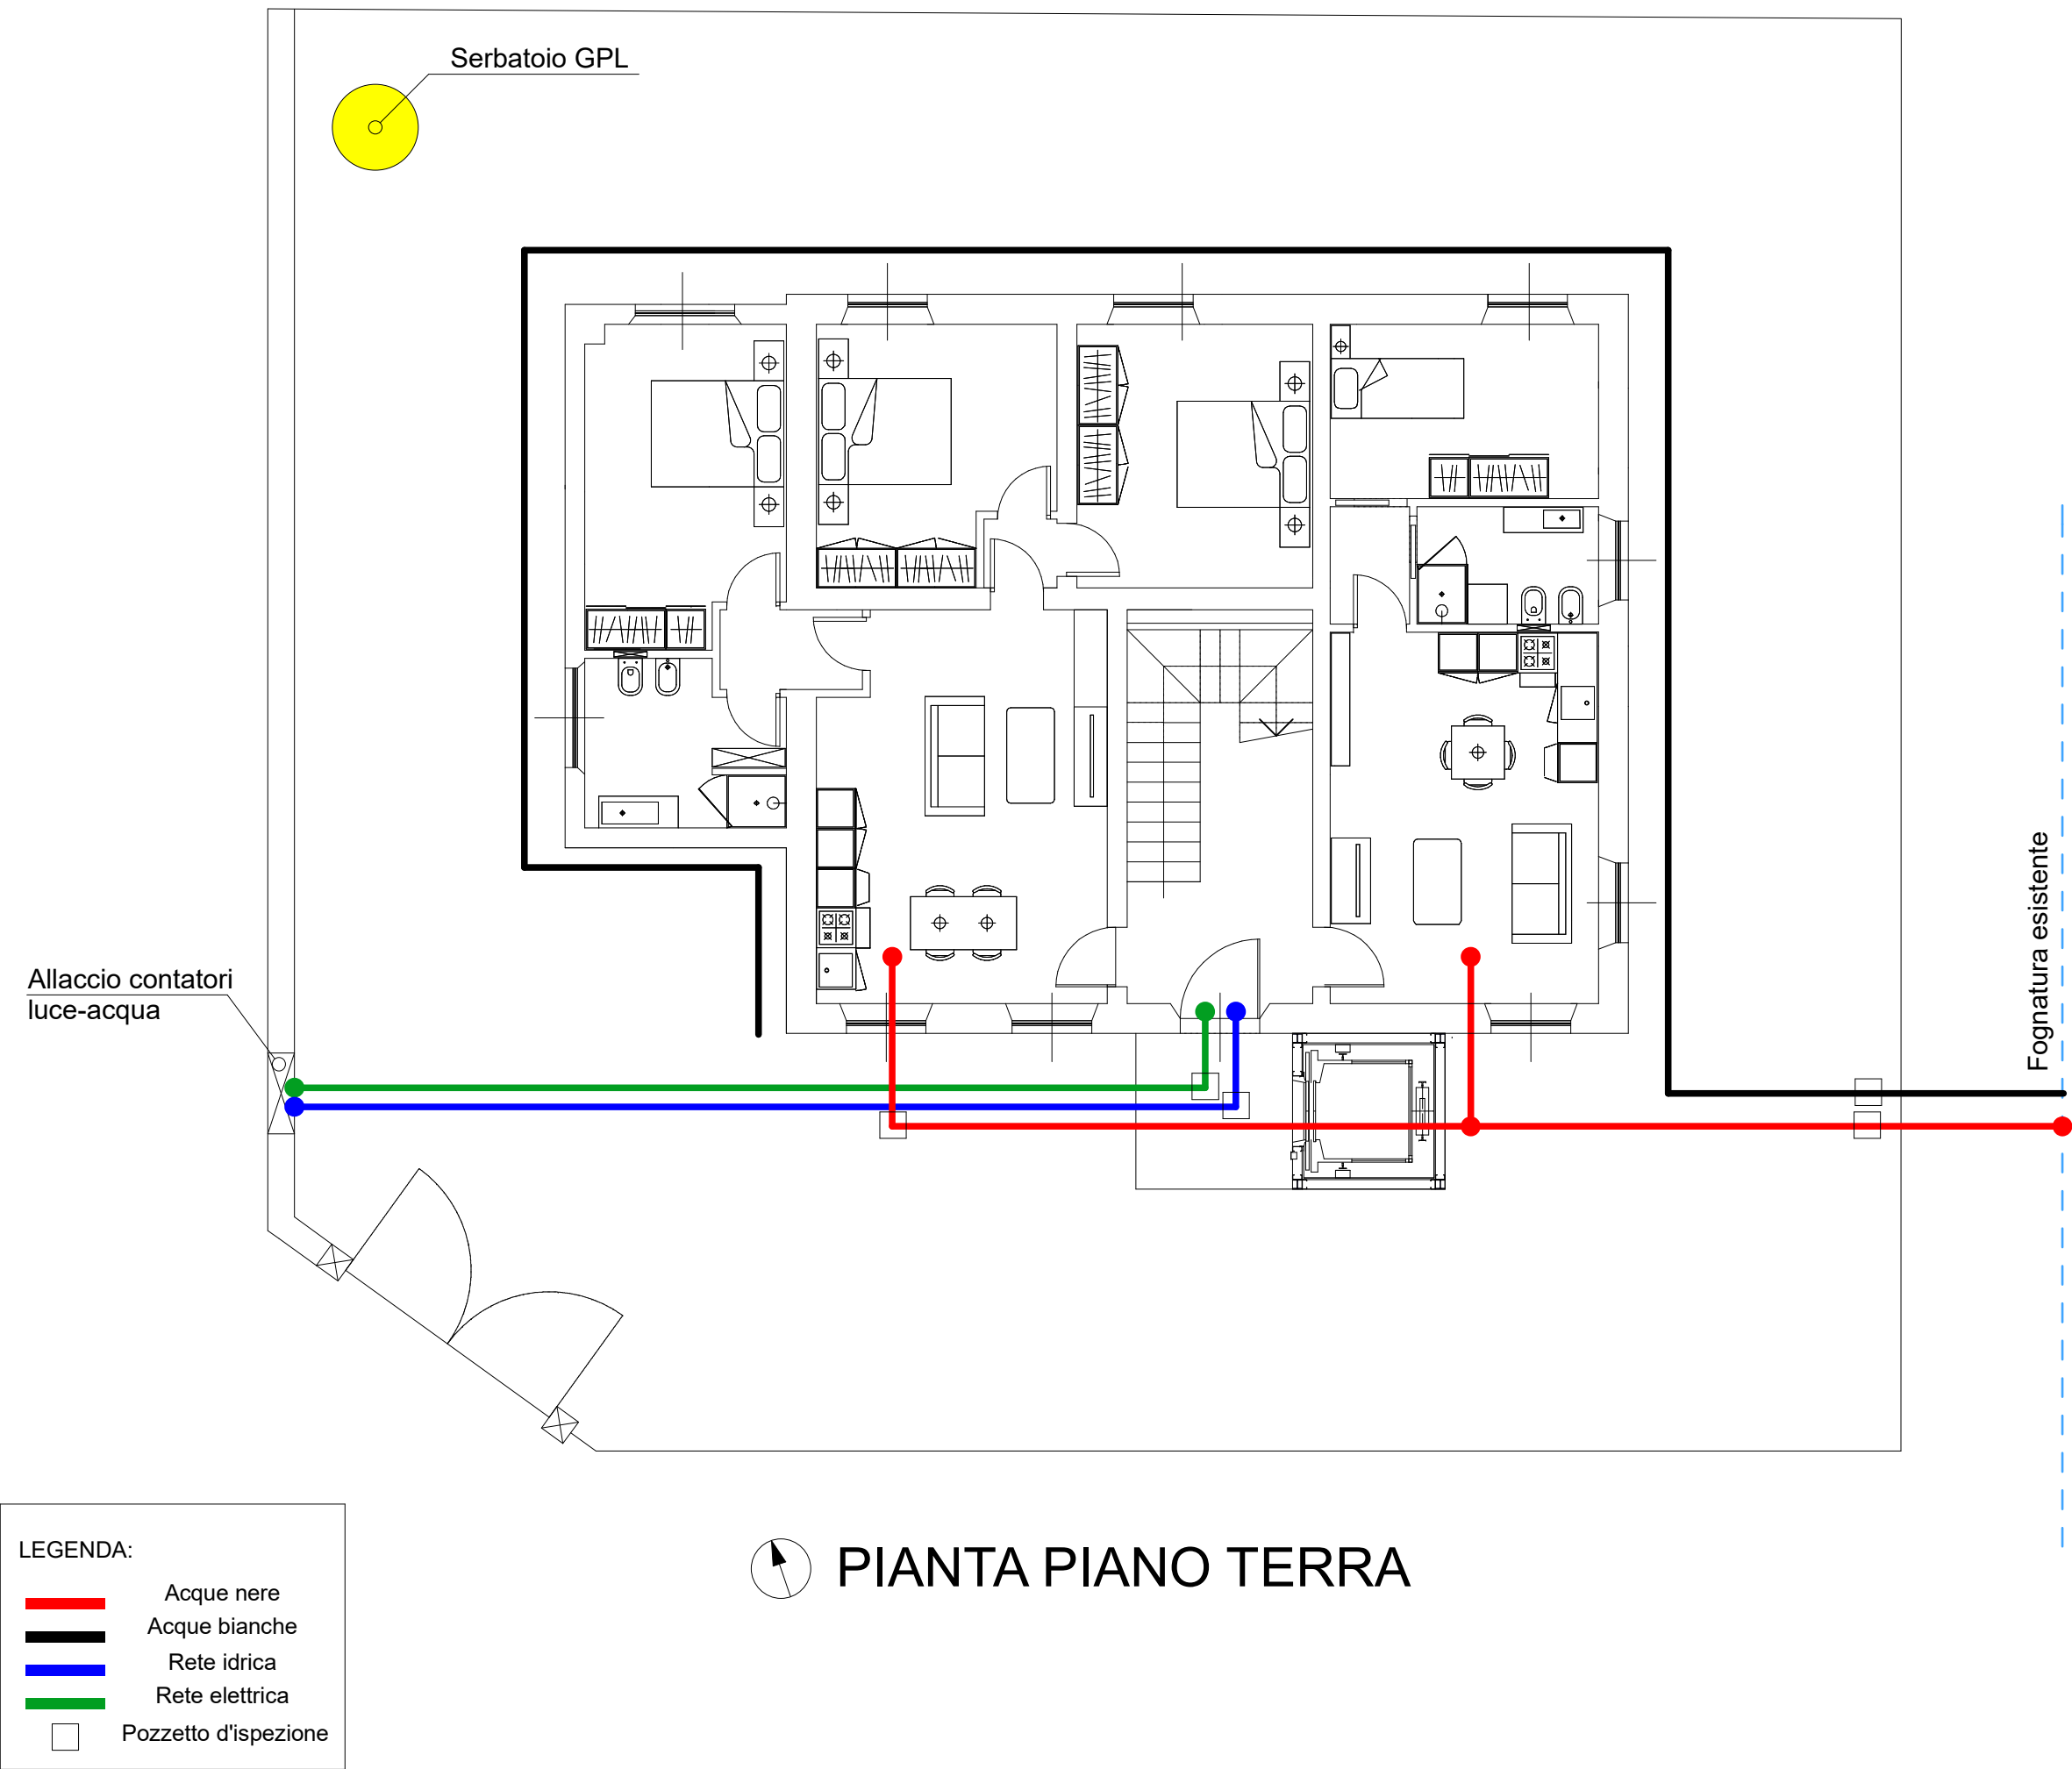 Serbatoio GPL
Allaccio contatori
luce-acqua
Fognatura esistente
PIANTA PIANO TERRA
LEGENDA:
Acque nere
Acque bianche
Rete idrica
Rete elettrica
Pozzetto d'ispezione